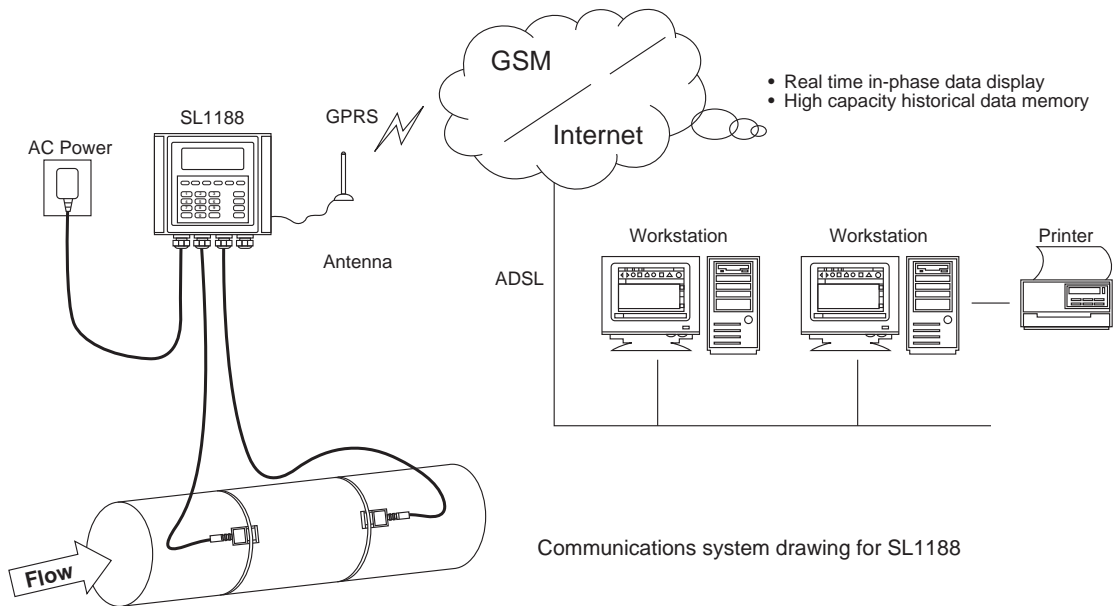 GSM
Internet
• Real time in-phase data display
• High capacity historical data memory
SL1188
GPRS
AC Power
Antenna
ADSL
Workstation
Workstation
Printer
Communications system drawing for SL1188
Flow